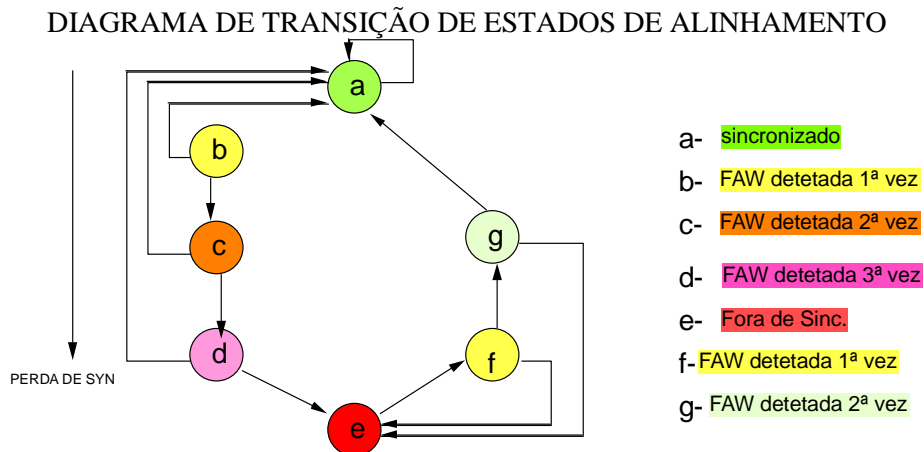 DIAGRAMA DE TRANSIÇÃO DE ESTADOS DE ALINHAMENTO
a
b
c
d
e
f
g
PERDA DE SYN
a- sincronizado
b- FAW detetada 1ª vez
c- FAW detetada 2ª vez
d- FAW detetada 3ª vez
e- Fora de Sinc.
f- FAW detetada 1ª vez
g- FAW detetada 2ª vez